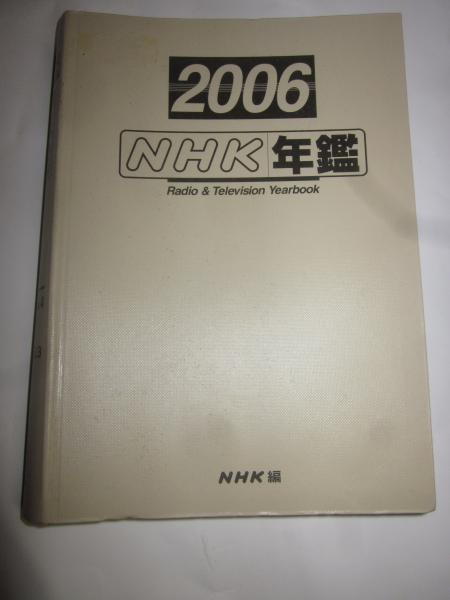 2006
NHK 年鑑
Radio & Television Yearbook
NHK 編